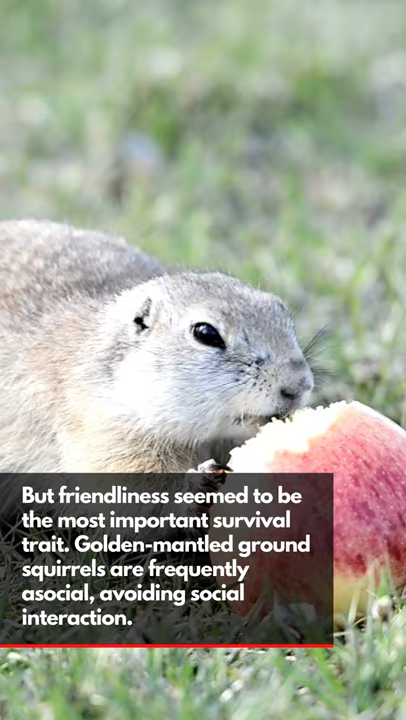 But friendliness seemed to be
the most important survival
trait. Golden-mantled ground
squirrels are frequently
asocial, avoiding social
interaction.